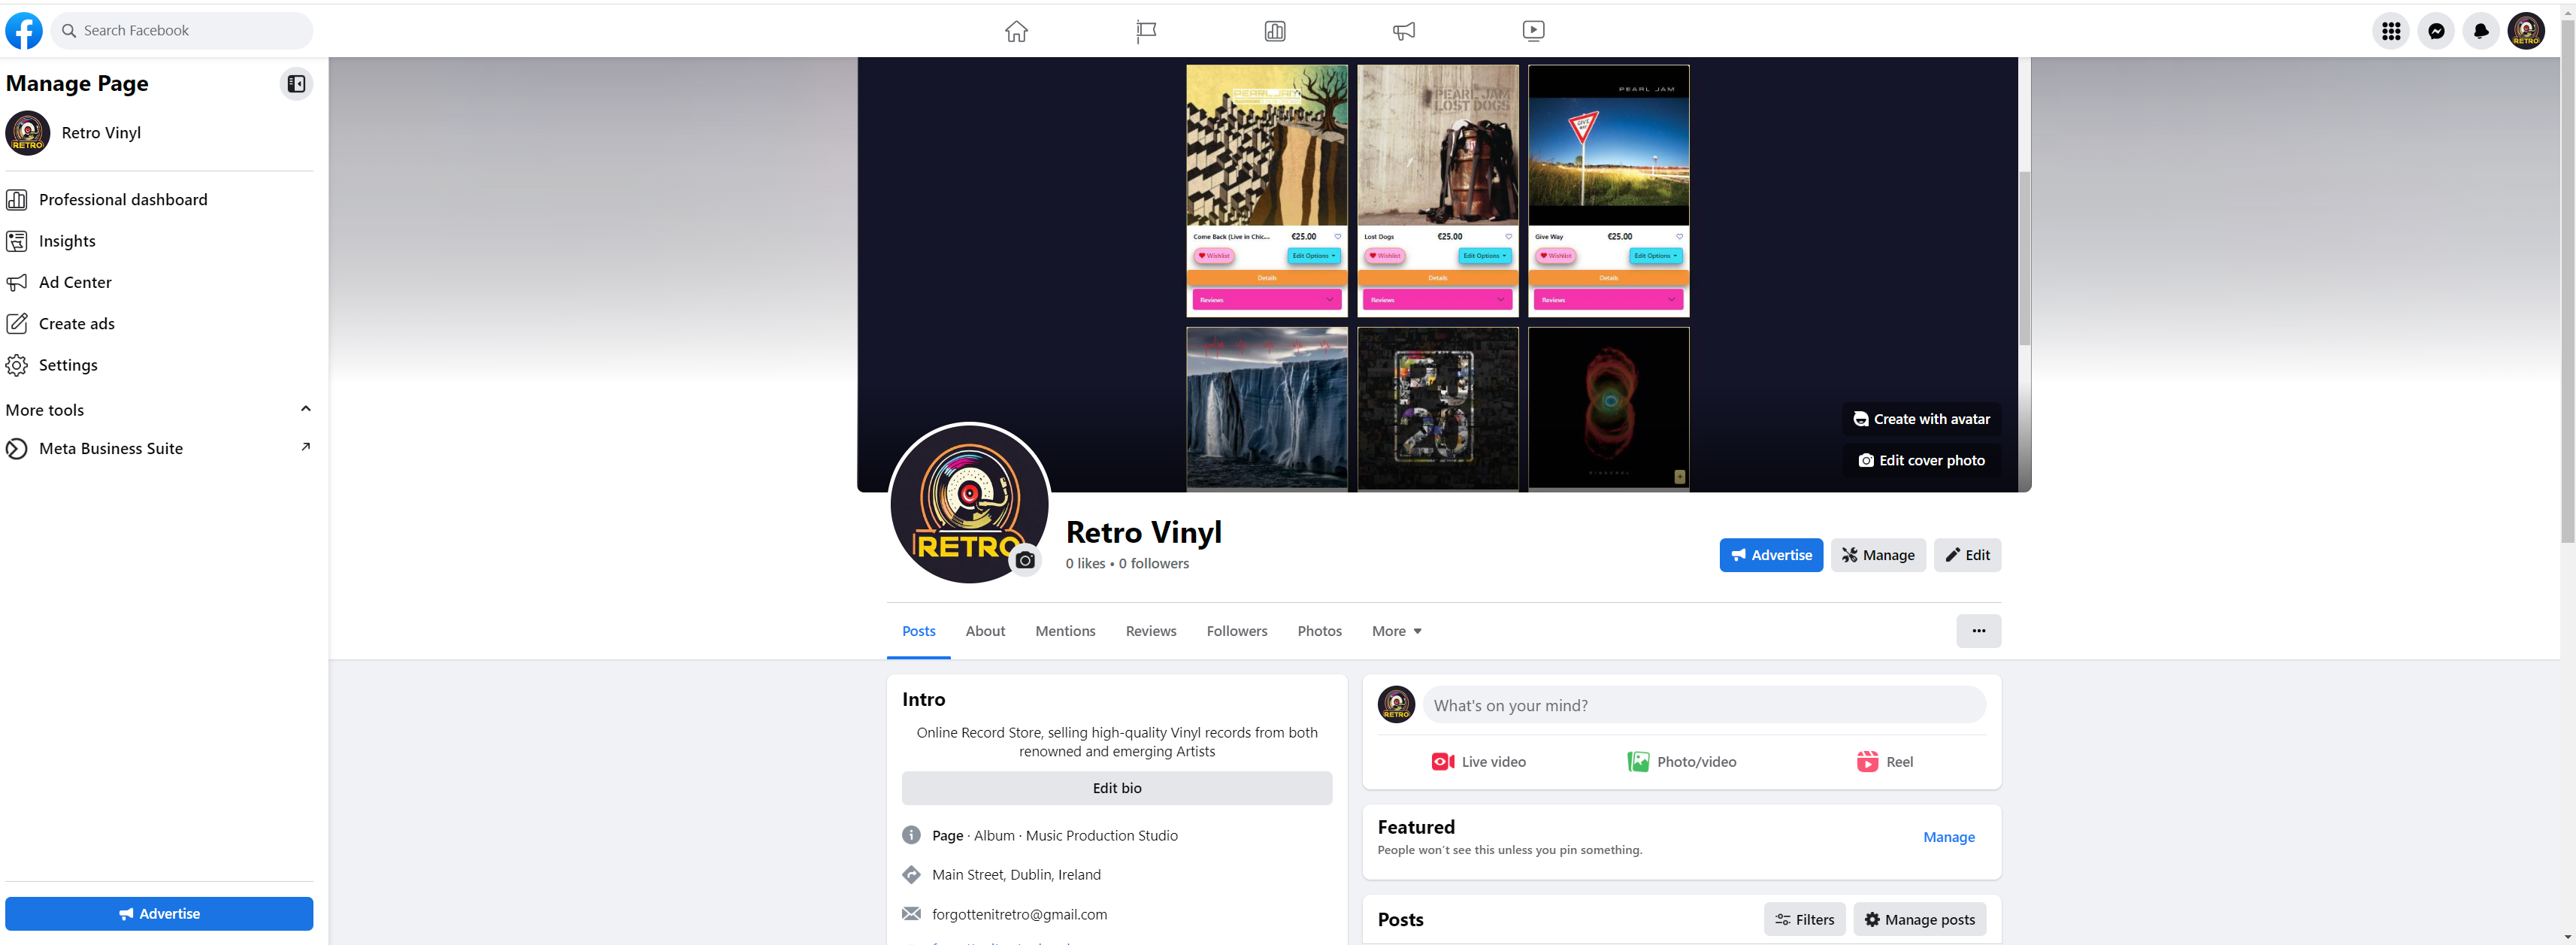 Search Facebook
Manage Page
Retro Vinyl
Professional dashboard
Insights
Ad Center
Create ads
Settings
More tools
Meta Business Suite
Advertise
PEARL JAM
PEARL JAM
LOST DOGS
PEARL JAM
GIVE WAY
Come Back (Live in Chic... €25.00
Wishlist Edit Options
Details
Reviews
Lost Dogs €25.00
Wishlist Edit Options
Details
Reviews
Give Way €25.00
Wishlist Edit Options
Details
Reviews
PJ
20
BINAURAL
Create with avatar
Edit cover photo
RETRO
Retro Vinyl
0 likes • 0 followers
Advertise Manage Edit
Posts About Mentions Reviews Followers Photos More
Intro
Online Record Store, selling high-quality Vinyl records from both
renowned and emerging Artists
Edit bio
Page · Album · Music Production Studio
Main Street, Dublin, Ireland
forgottenitretro@gmail.com
RETRO
What's on your mind?
Live video Photo/video Reel
Featured
People won't see this unless you pin something.
Manage
Posts
Filters Manage posts